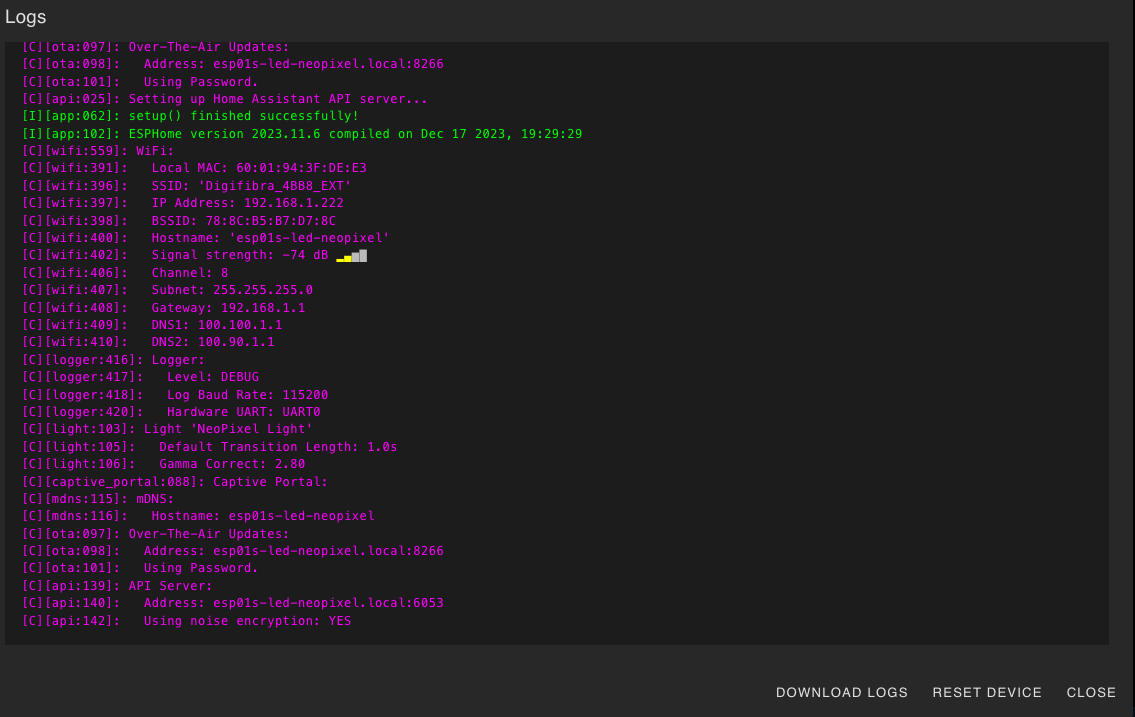 Logs
[C][ota:097]: Over-The-Air Updates:
[C][ota:098]:   Address: esp01s-led-neopixel.local:8266
[C][ota:101]:   Using Password.
[C][api:025]: Setting up Home Assistant API server...
[I][app:062]: setup() finished successfully!
[I][app:102]: ESPHome version 2023.11.6 compiled on Dec 17 2023, 19:29:29
[C][wifi:559]: WiFi:
[C][wifi:391]:   Local MAC: 60:01:94:3F:DE:E3
[C][wifi:396]:   SSID: 'Digifibra_4BB8_EXT'
[C][wifi:397]:   IP Address: 192.168.1.222
[C][wifi:398]:   BSSID: 78:8C:B5:B7:D7:8C
[C][wifi:400]:   Hostname: 'esp01s-led-neopixel'
[C][wifi:402]:   Signal strength: -74 dB ▂▄▆█
[C][wifi:406]:   Channel: 8
[C][wifi:407]:   Subnet: 255.255.255.0
[C][wifi:408]:   Gateway: 192.168.1.1
[C][wifi:409]:   DNS1: 100.100.1.1
[C][wifi:410]:   DNS2: 100.90.1.1
[C][logger:416]: Logger:
[C][logger:417]:   Level: DEBUG
[C][logger:418]:   Log Baud Rate: 115200
[C][logger:420]:   Hardware UART: UART0
[C][light:103]: Light 'NeoPixel Light'
[C][light:105]:   Default Transition Length: 1.0s
[C][light:106]:   Gamma Correct: 2.80
[C][captive_portal:088]: Captive Portal:
[C][mdns:115]: mDNS:
[C][mdns:116]:   Hostname: esp01s-led-neopixel
[C][ota:097]: Over-The-Air Updates:
[C][ota:098]:   Address: esp01s-led-neopixel.local:8266
[C][ota:101]:   Using Password.
[C][api:139]: API Server:
[C][api:140]:   Address: esp01s-led-neopixel.local:6053
[C][api:142]:   Using noise encryption: YES
DOWNLOAD LOGS RESET DEVICE CLOSE